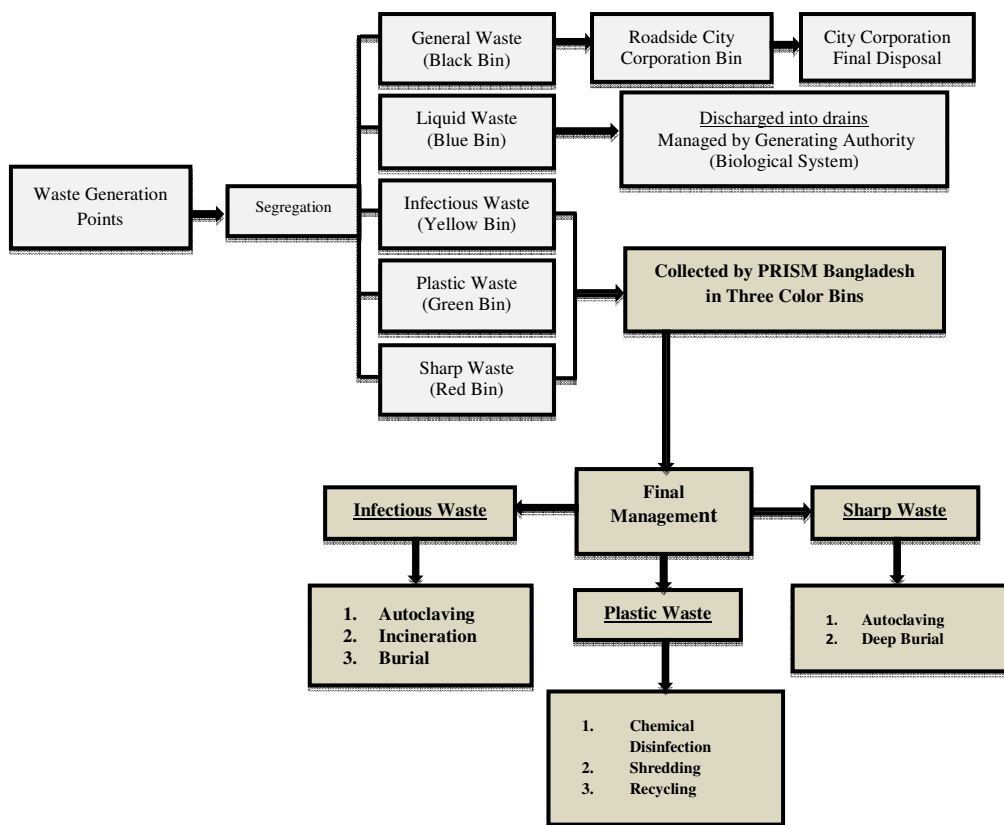 General Waste
(Black Bin)
Roadside City
Corporation Bin
City Corporation
Final Disposal
Liquid Waste
(Blue Bin)
Discharged into drains
Managed by Generating Authority
(Biological System)
Waste Generation
Points
Segregation
Infectious Waste
(Yellow Bin)
Plastic Waste
(Green Bin)
Sharp Waste
(Red Bin)
Collected by PRISM Bangladesh
in Three Color Bins
Final
Management
Infectious Waste
Sharp Waste
Plastic Waste
1. Autoclaving
2. Incineration
3. Burial
1. Autoclaving
2. Deep Burial
1. Chemical
Disinfection
2. Shredding
3. Recycling